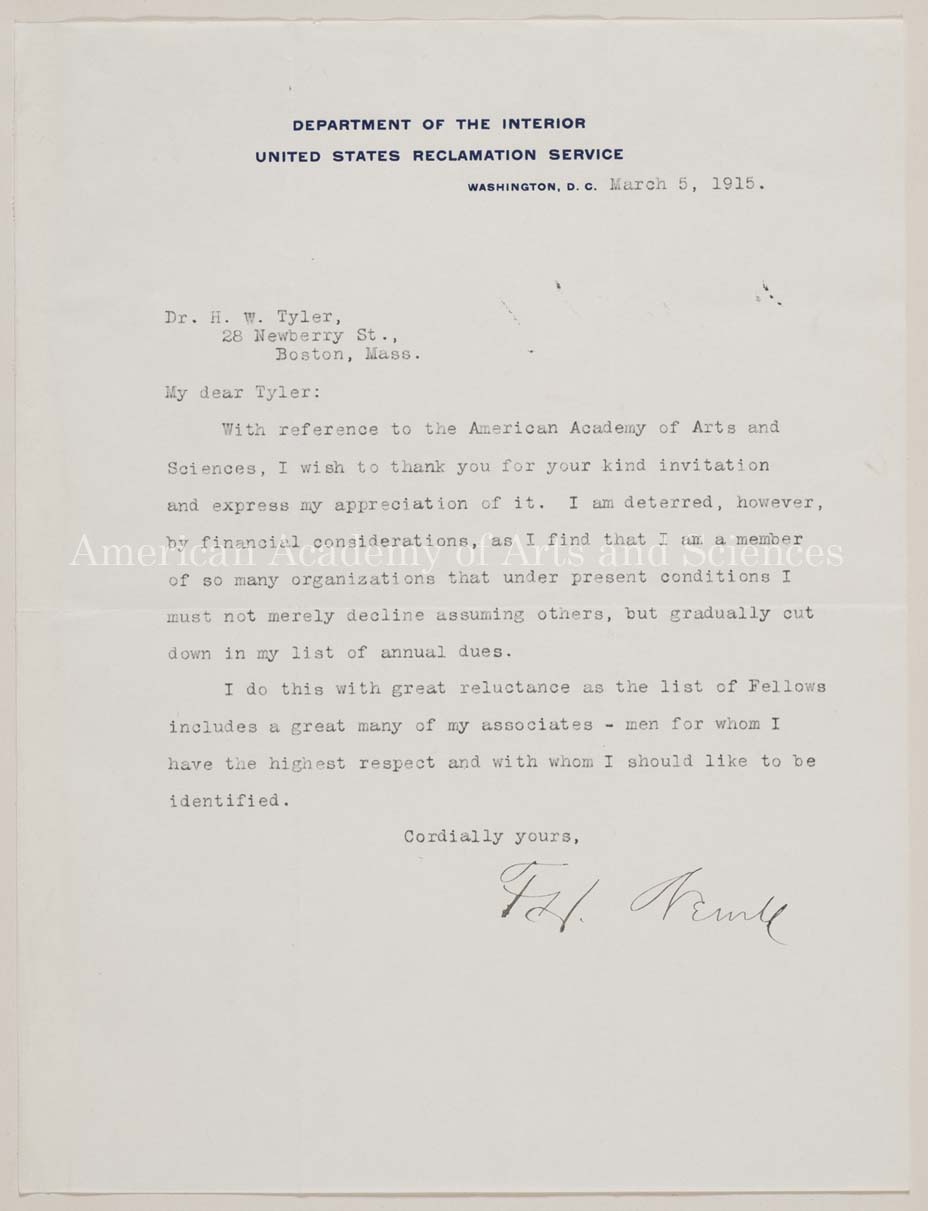 DEPARTMENT OF THE INTERIOR
UNITED STATES RECLAMATION SERVICE
WASHINGTON, D. C. March 5, 1915.
Dr. H. W. Tyler,
28 Newberry St.,
Boston, Mass.
My dear Tyler:
With reference to the American Academy of Arts and
Sciences, I wish to thank you for your kind invitation
and express my appreciation of it. I am deterred, however,
by financial considerations, as I find that I am a member
American Academy of Arts and Sciences
of so many organizations that under present conditions I
must not merely decline assuming others, but gradually cut
down in my list of annual dues.
I do this with great reluctance as the list of Fellows
includes a great many of my associates - men for whom I
have the highest respect and with whom I should like to be
identified.
Cordially yours,
F.H. Newell